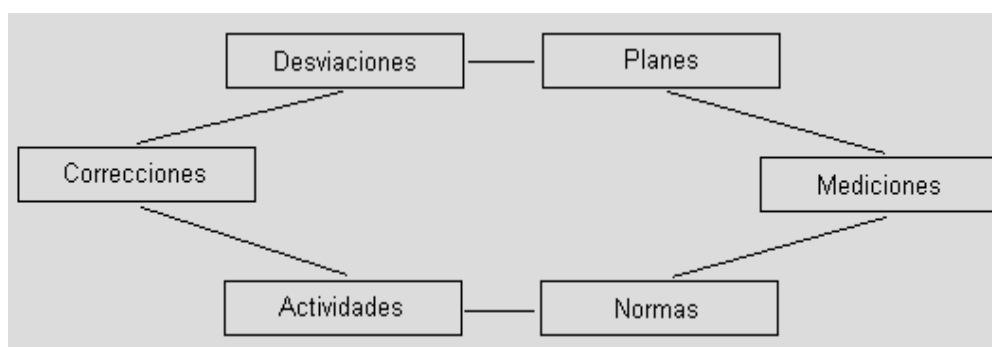 Desviaciones
Planes
Correcciones
Mediciones
Actividades
Normas